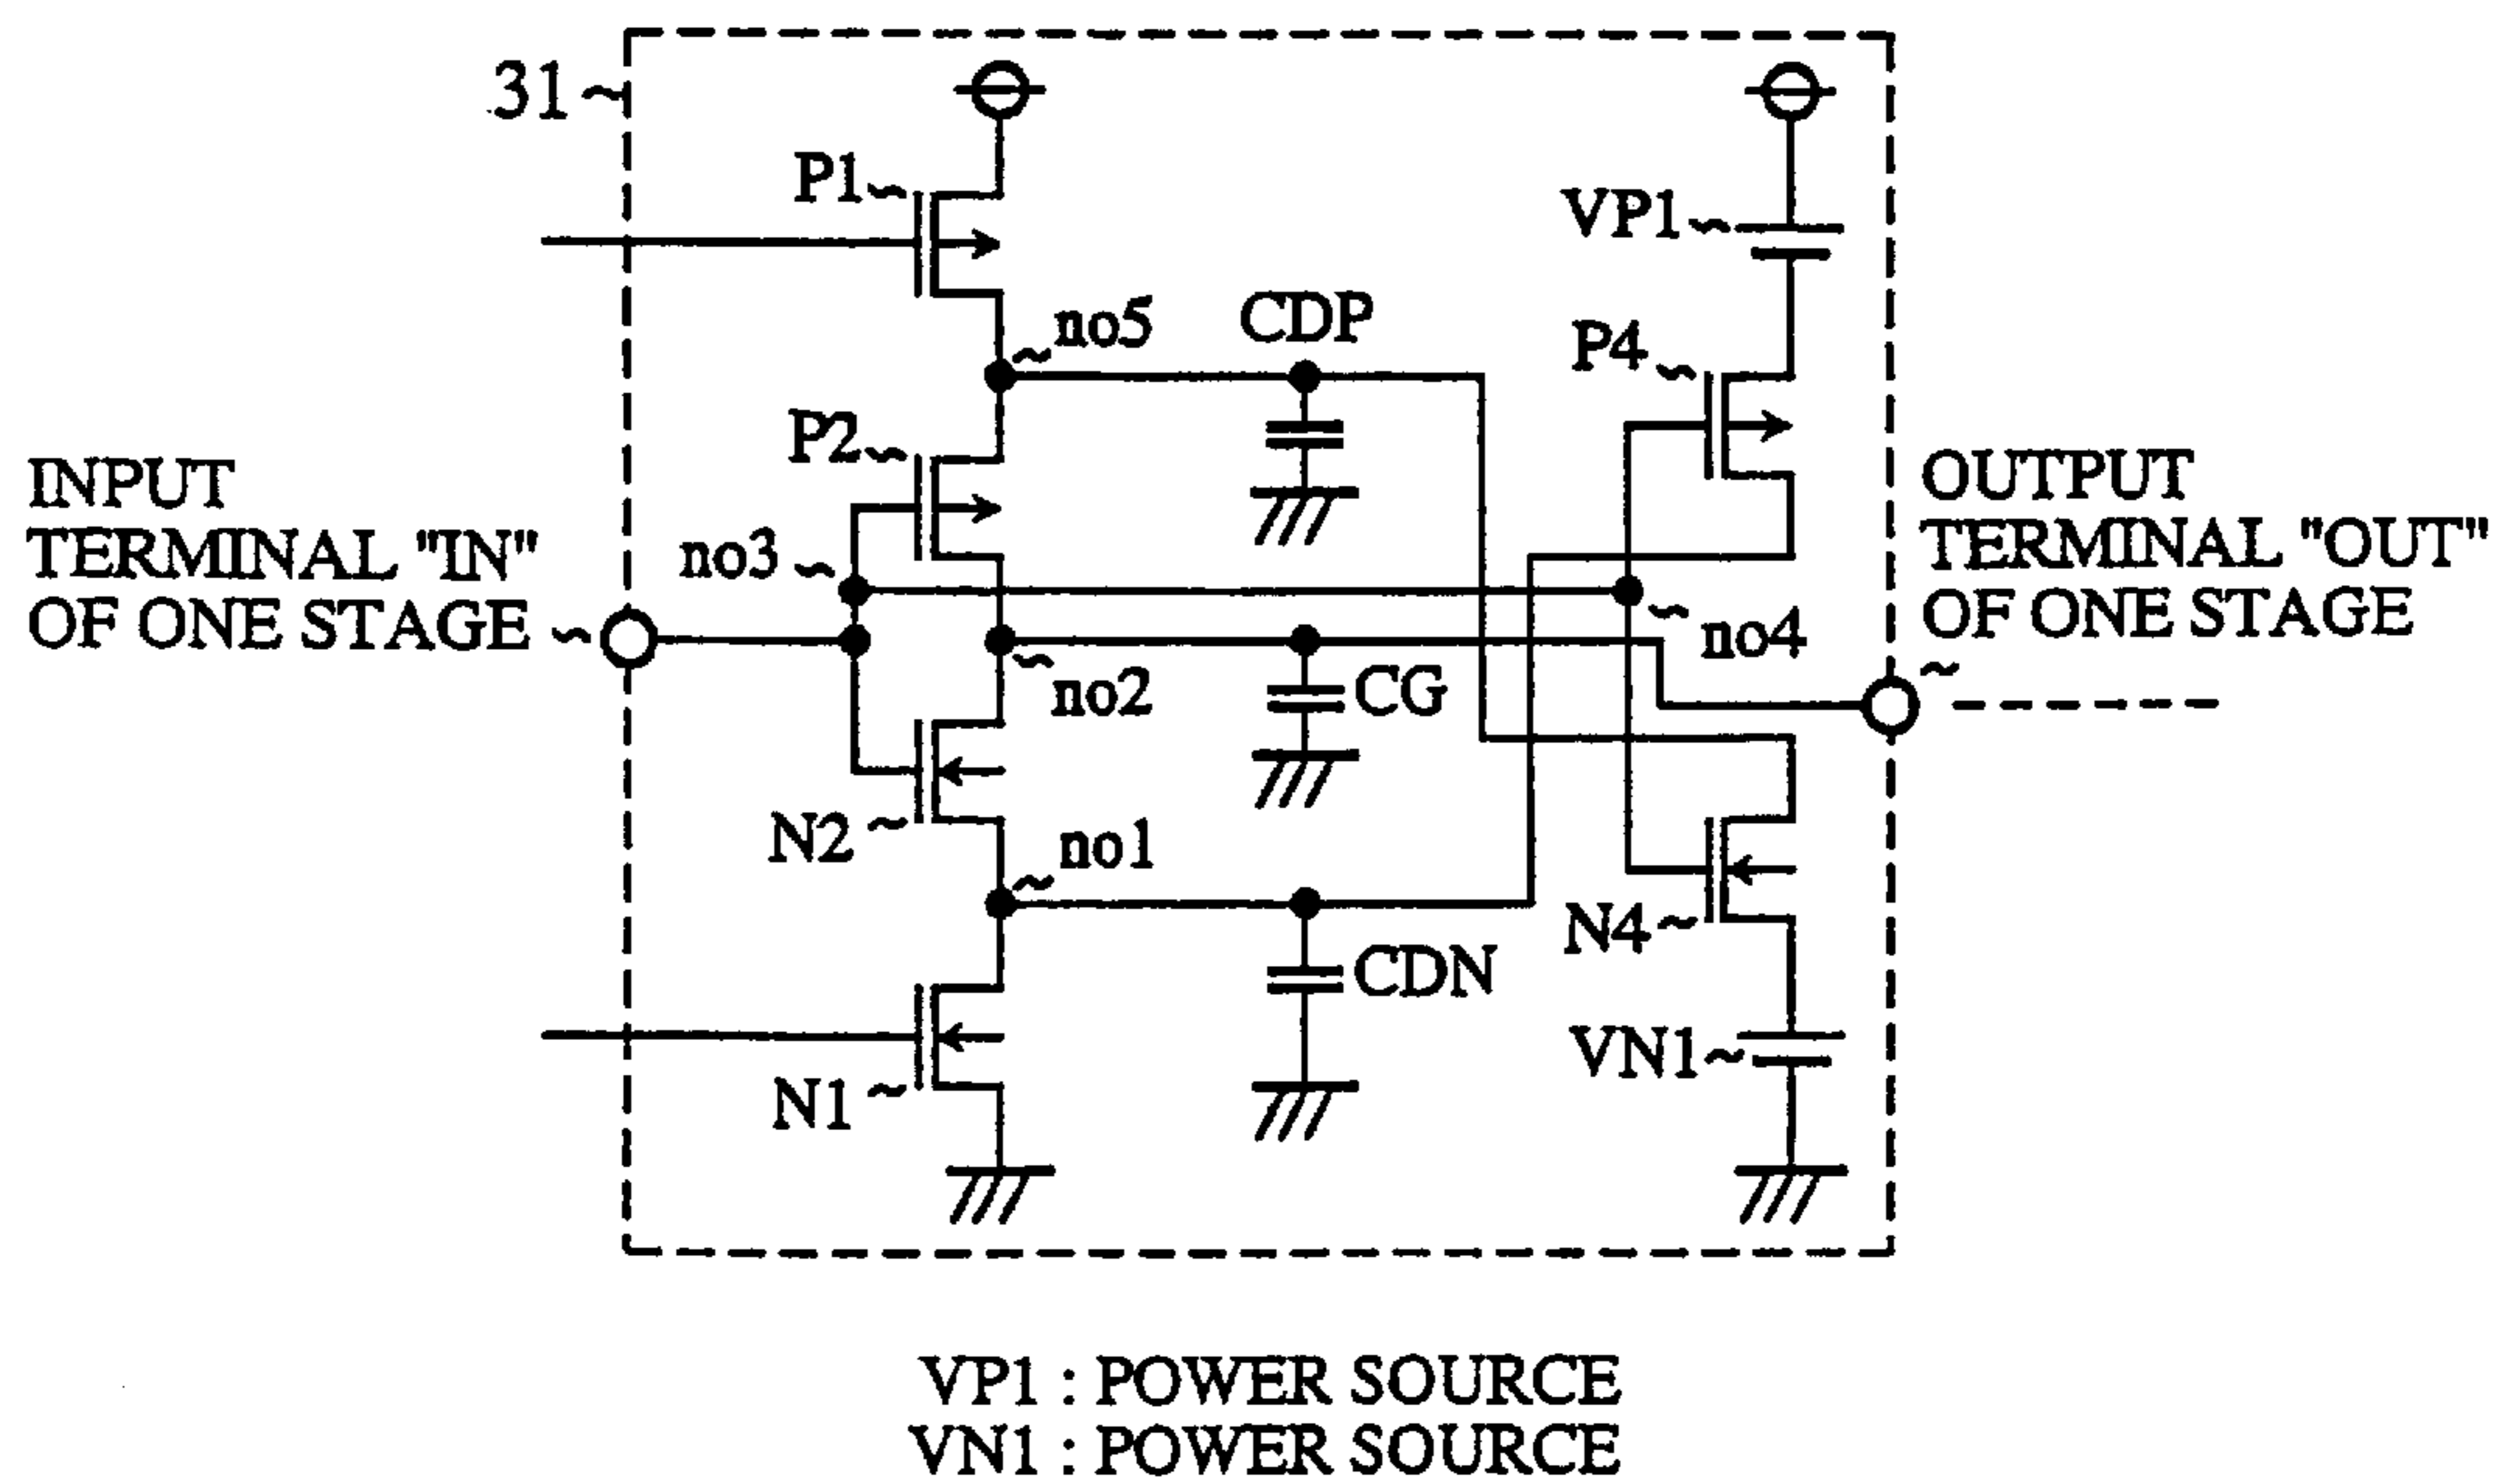 31
P1
VP1
no5
CDP
P4
P2
INPUT
TERMINAL "IN"
OF ONE STAGE
no3
OUTPUT
TERMINAL "OUT"
OF ONE STAGE
no4
no2
CG
N2
no1
N4
CDN
VN1
N1
VP1 : POWER SOURCE
VN1 : POWER SOURCE